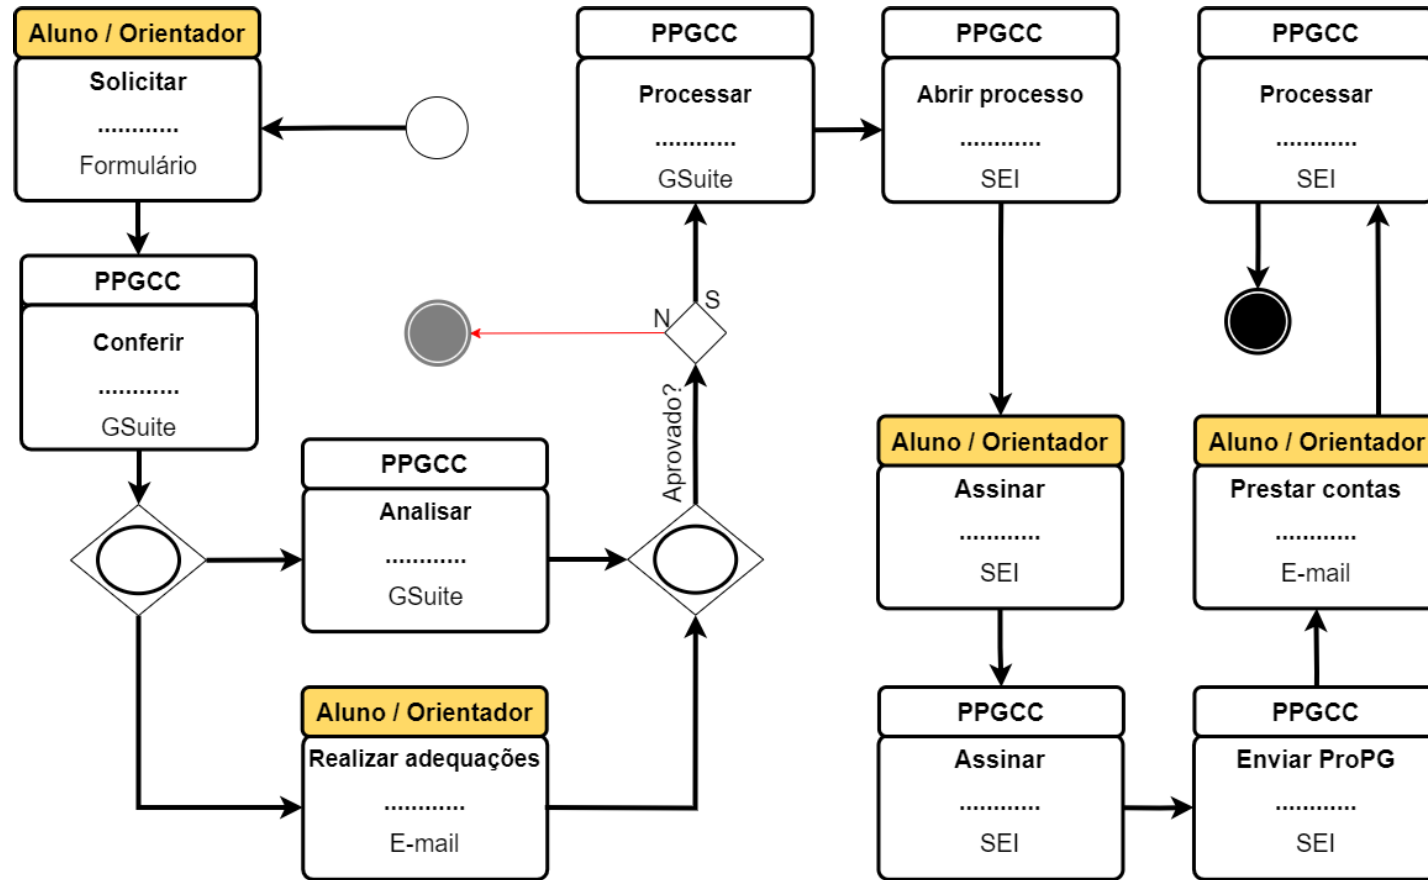 Aluno / Orientador
Solicitar
............
Formulário
PPGCC
Conferir
............
GSuite
PPGCC
Analisar
............
GSuite
Aluno / Orientador
Realizar adequações
............
E-mail
Aprovado?
N
S
PPGCC
Processar
............
GSuite
PPGCC
Abrir processo
............
SEI
Aluno / Orientador
Assinar
............
SEI
PPGCC
Assinar
............
SEI
PPGCC
Enviar ProPG
............
SEI
Aluno / Orientador
Prestar contas
............
E-mail
PPGCC
Processar
............
SEI